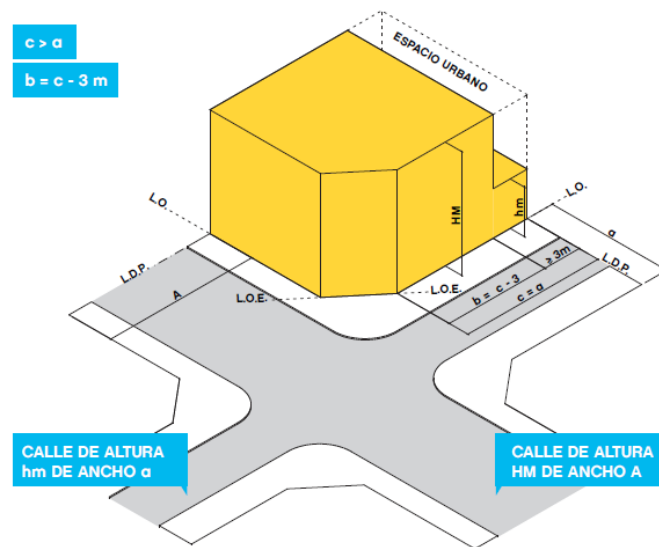 c > a
b = c - 3 m
ESPACIO URBANO
L.O.
L.O.
HM
hm
a
L.D.P.
L.D.P.
≥ 3m
A
L.O.E.
L.O.E.
b = c - 3
c = a
CALLE DE ALTURA
hm DE ANCHO a
CALLE DE ALTURA
HM DE ANCHO A